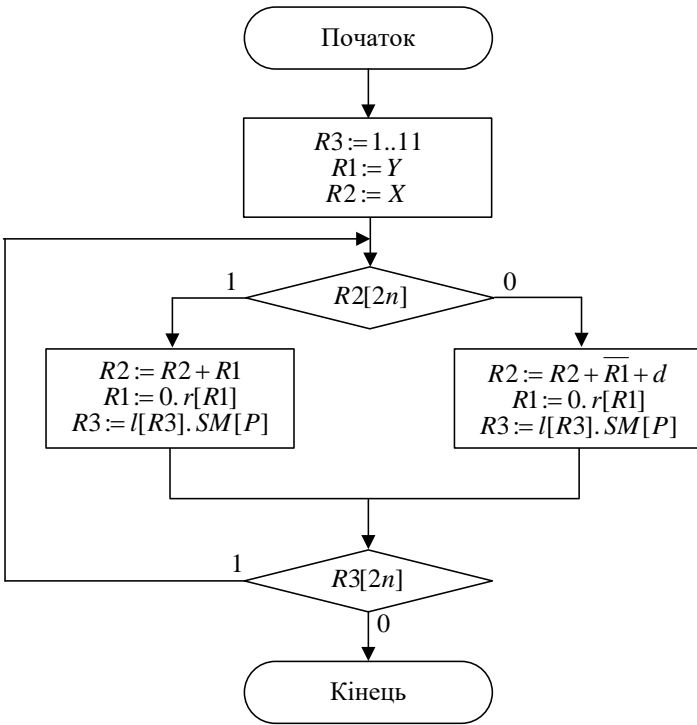 Початок
R3:=1..11
R1:=Y
R2:=X
1
R2[2n]
0
R2:=R2+R1
R1:=0.r[R1]
R3:=l[R3].SM[P]
R2:=R2+R̅1̅+d
R1:=0.r[R1]
R3:=l[R3].SM[P]
1
R3[2n]
0
Кінець